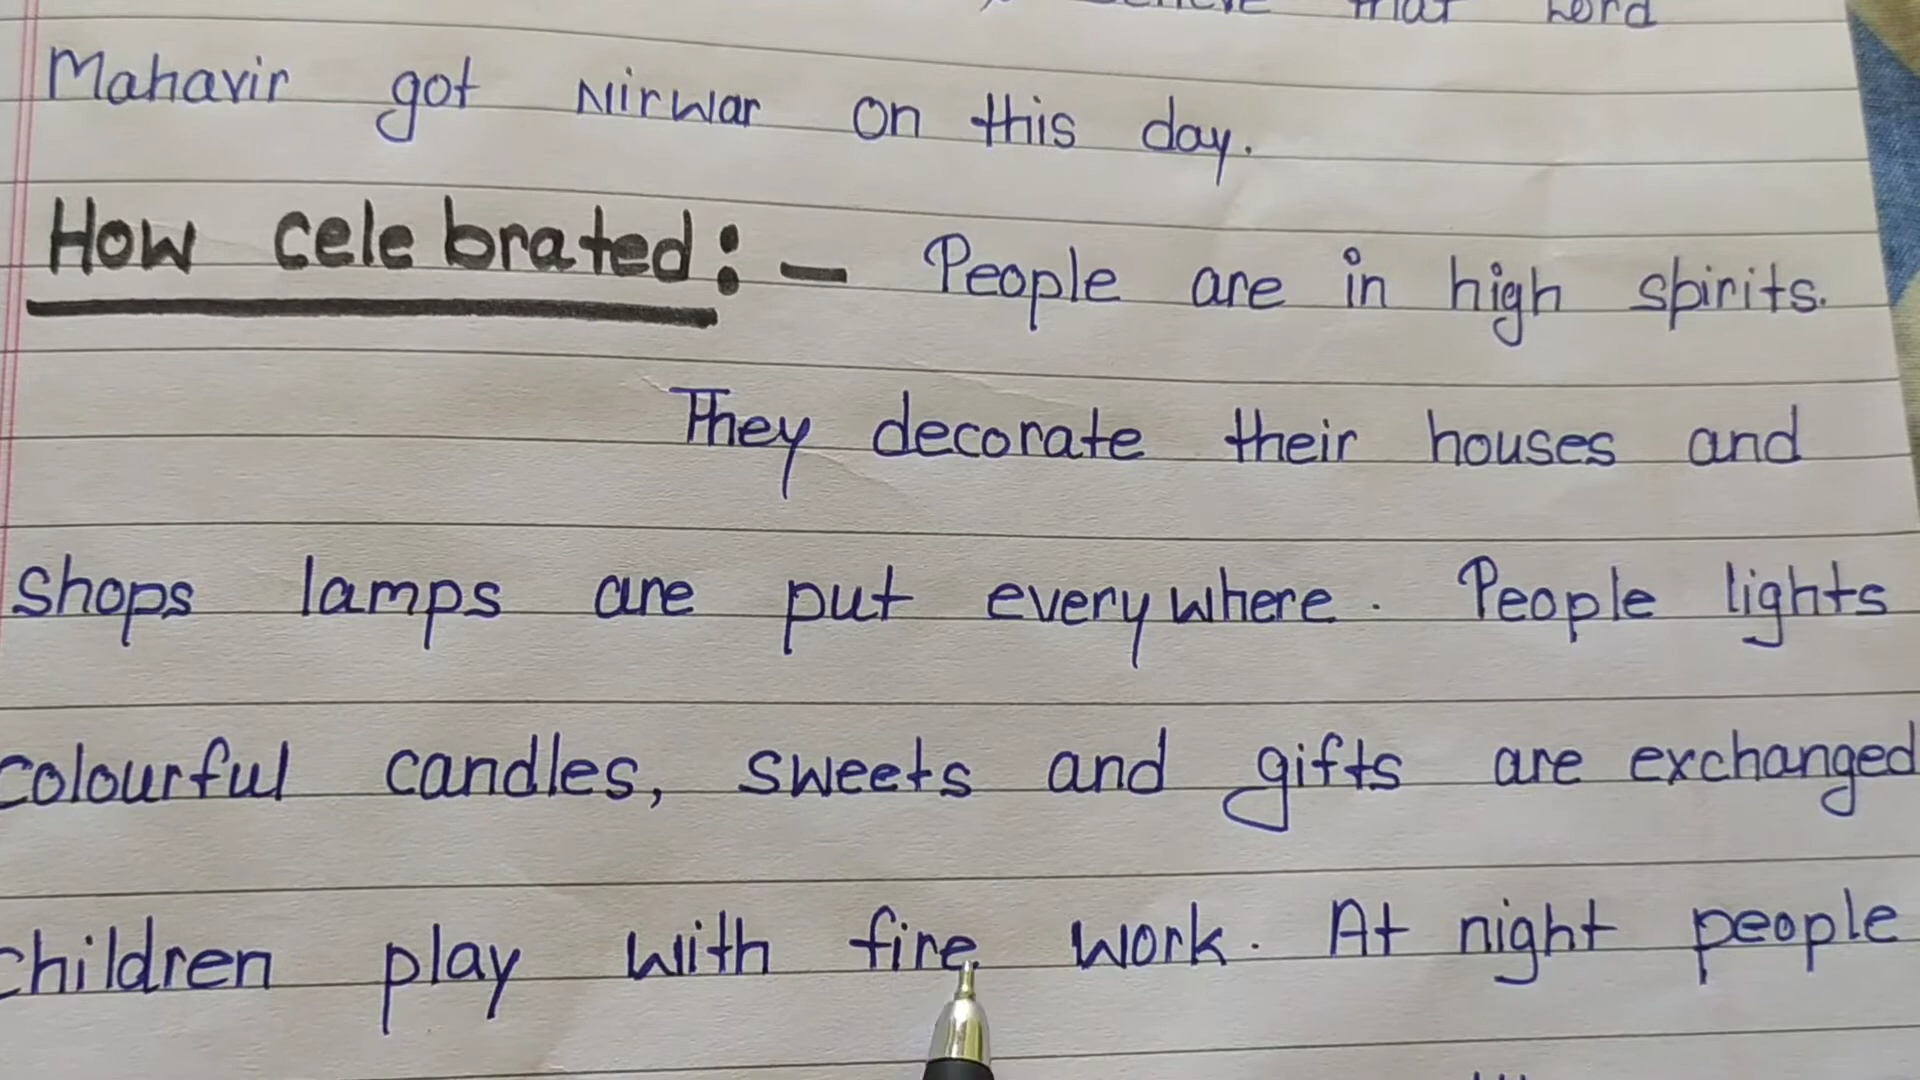 that Lord
Mahavir got Nirwar on this day.
How celebrated :- People are in high spirits.
They decorate their houses and
shops lamps are put everywhere. People lights
colourful candles, sweets and gifts are exchanged
children play with fire work. At night people